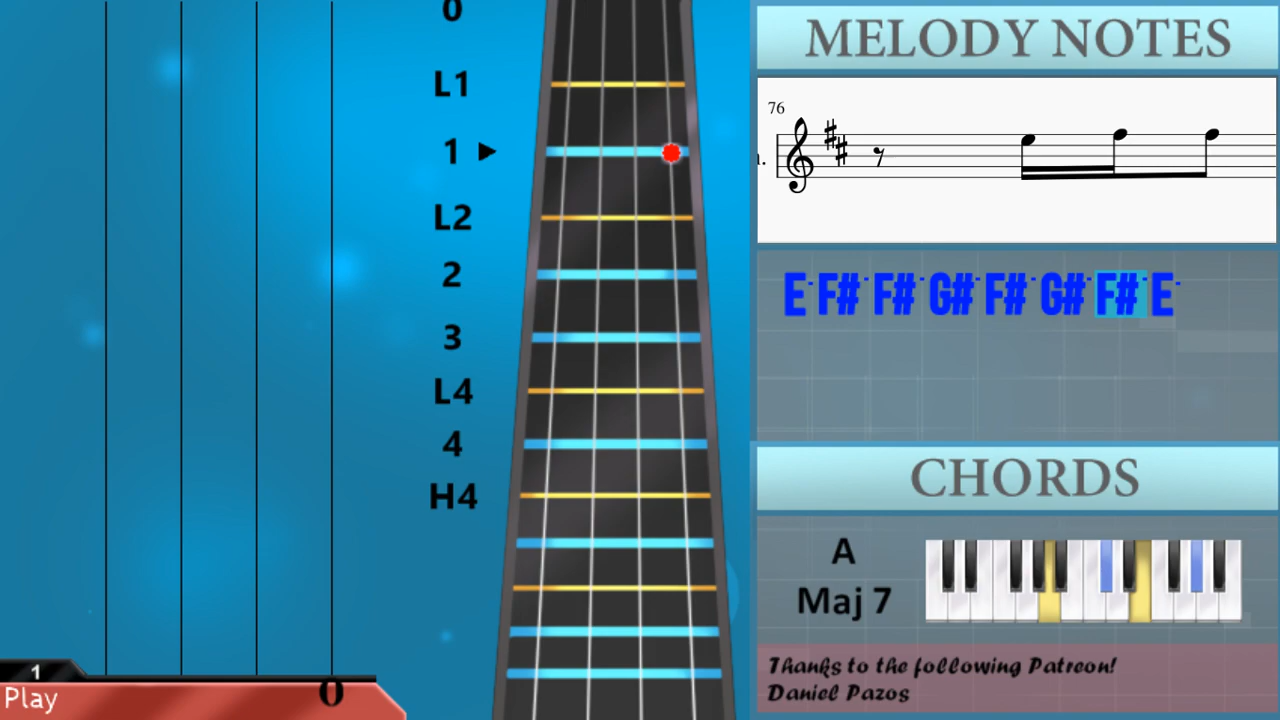 0
L1
1
L2
2
3
L4
4
H4
1
Play
0
MELODY NOTES
76
E F# F# G# F# G# F# E
CHORDS
A
Maj 7
Thanks to the following Patreon!
Daniel Pazos